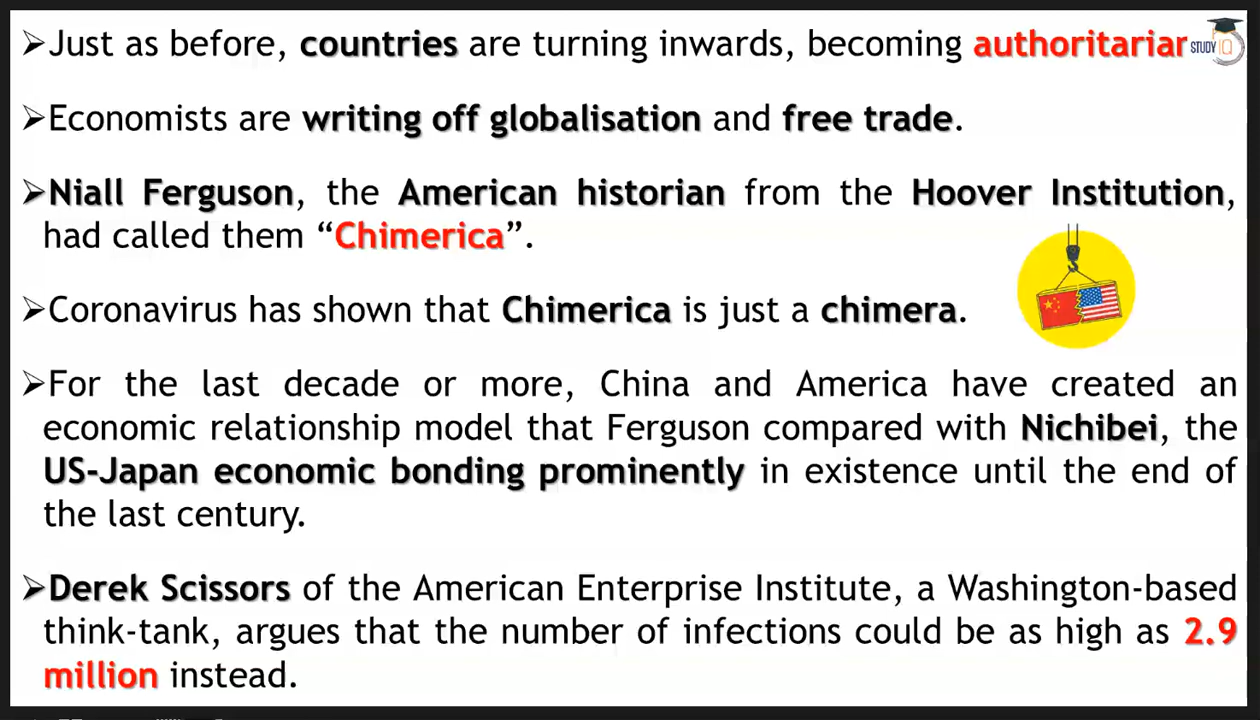 ➢Just as before, countries are turning inwards, becoming authoritarian
STUDY IQ
➢Economists are writing off globalisation and free trade.
➢Niall Ferguson, the American historian from the Hoover Institution,
had called them “Chimerica”.
➢Coronavirus has shown that Chimerica is just a chimera.
➢For the last decade or more, China and America have created an
economic relationship model that Ferguson compared with Nichibei, the
US-Japan economic bonding prominently in existence until the end of
the last century.
➢Derek Scissors of the American Enterprise Institute, a Washington-based
think-tank, argues that the number of infections could be as high as 2.9
million instead.